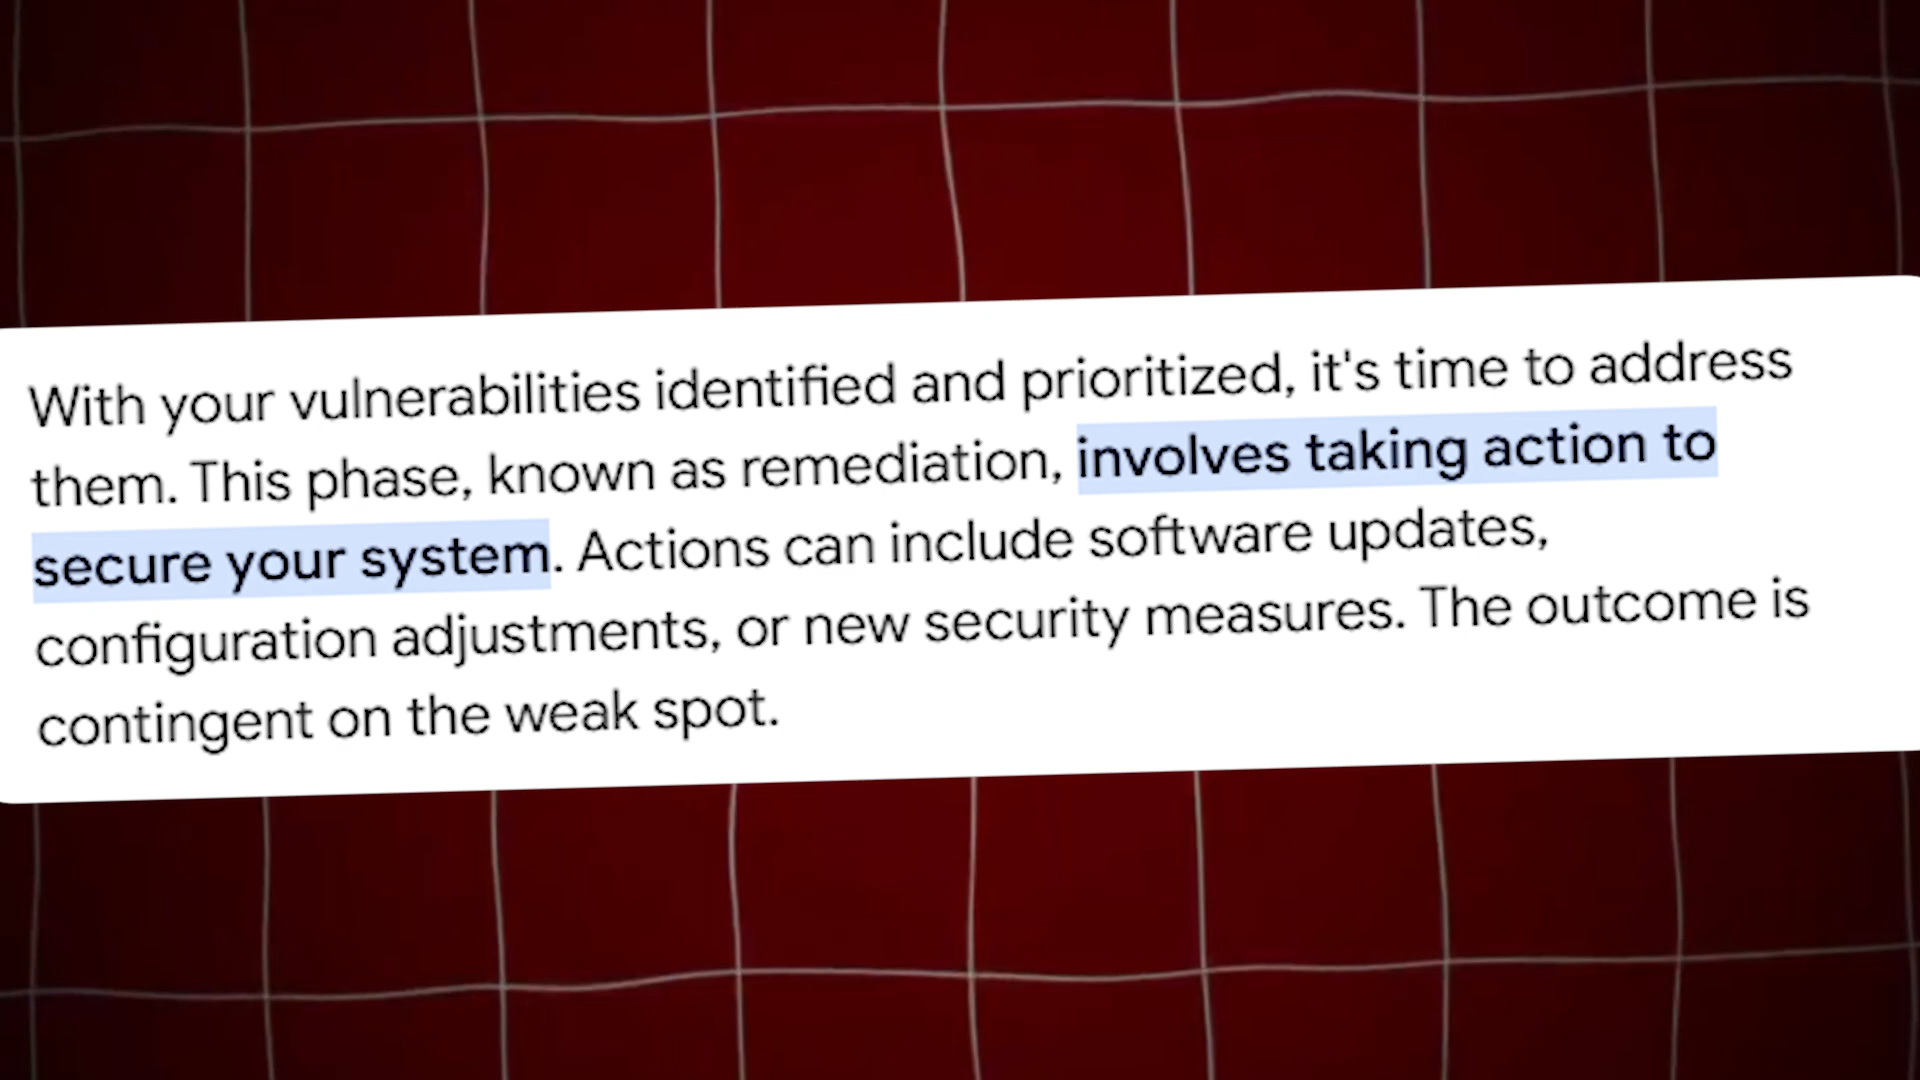 With your vulnerabilities identified and prioritized, it's time to address
them. This phase, known as remediation, involves taking action to
secure your system. Actions can include software updates,
configuration adjustments, or new security measures. The outcome is
contingent on the weak spot.